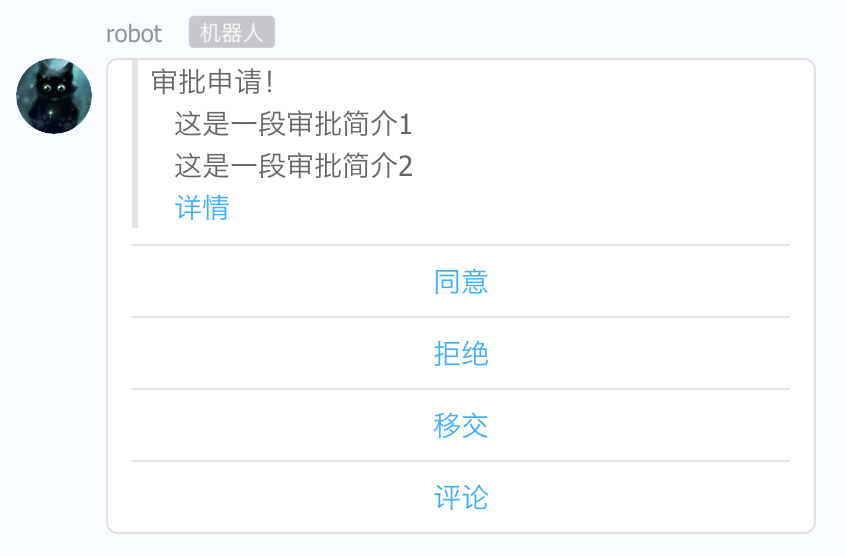 robot 机器人
审批申请！
这是一段审批简介1
这是一段审批简介2
详情
同意
拒绝
移交
评论